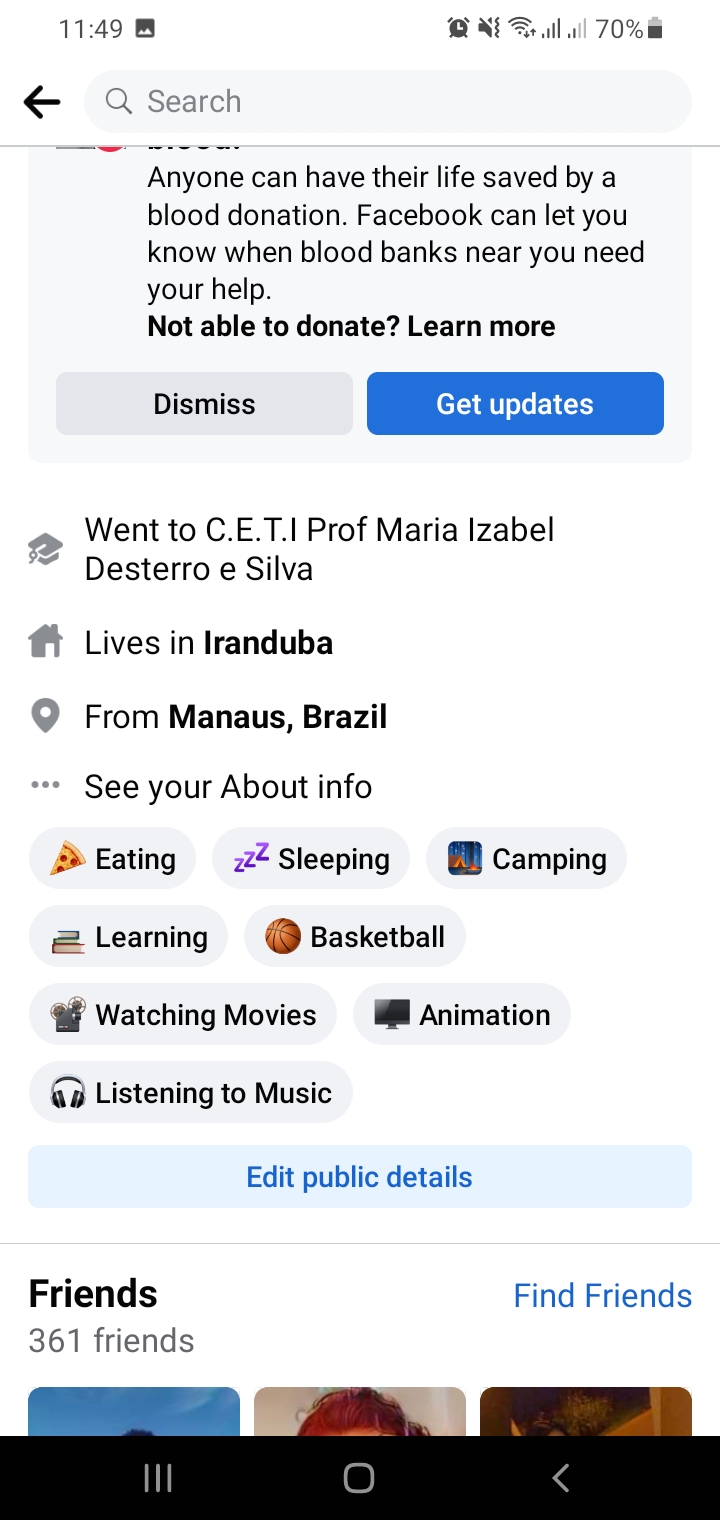 11:49
70%
Search
blood.
Anyone can have their life saved by a
blood donation. Facebook can let you
know when blood banks near you need
your help.
Not able to donate? Learn more
Dismiss
Get updates
Went to C.E.T.I Prof Maria Izabel
Desterro e Silva
Lives in Iranduba
From Manaus, Brazil
See your About info
Eating
zzZ Sleeping
Camping
Learning
Basketball
Watching Movies
Animation
Listening to Music
Edit public details
Friends
Find Friends
361 friends